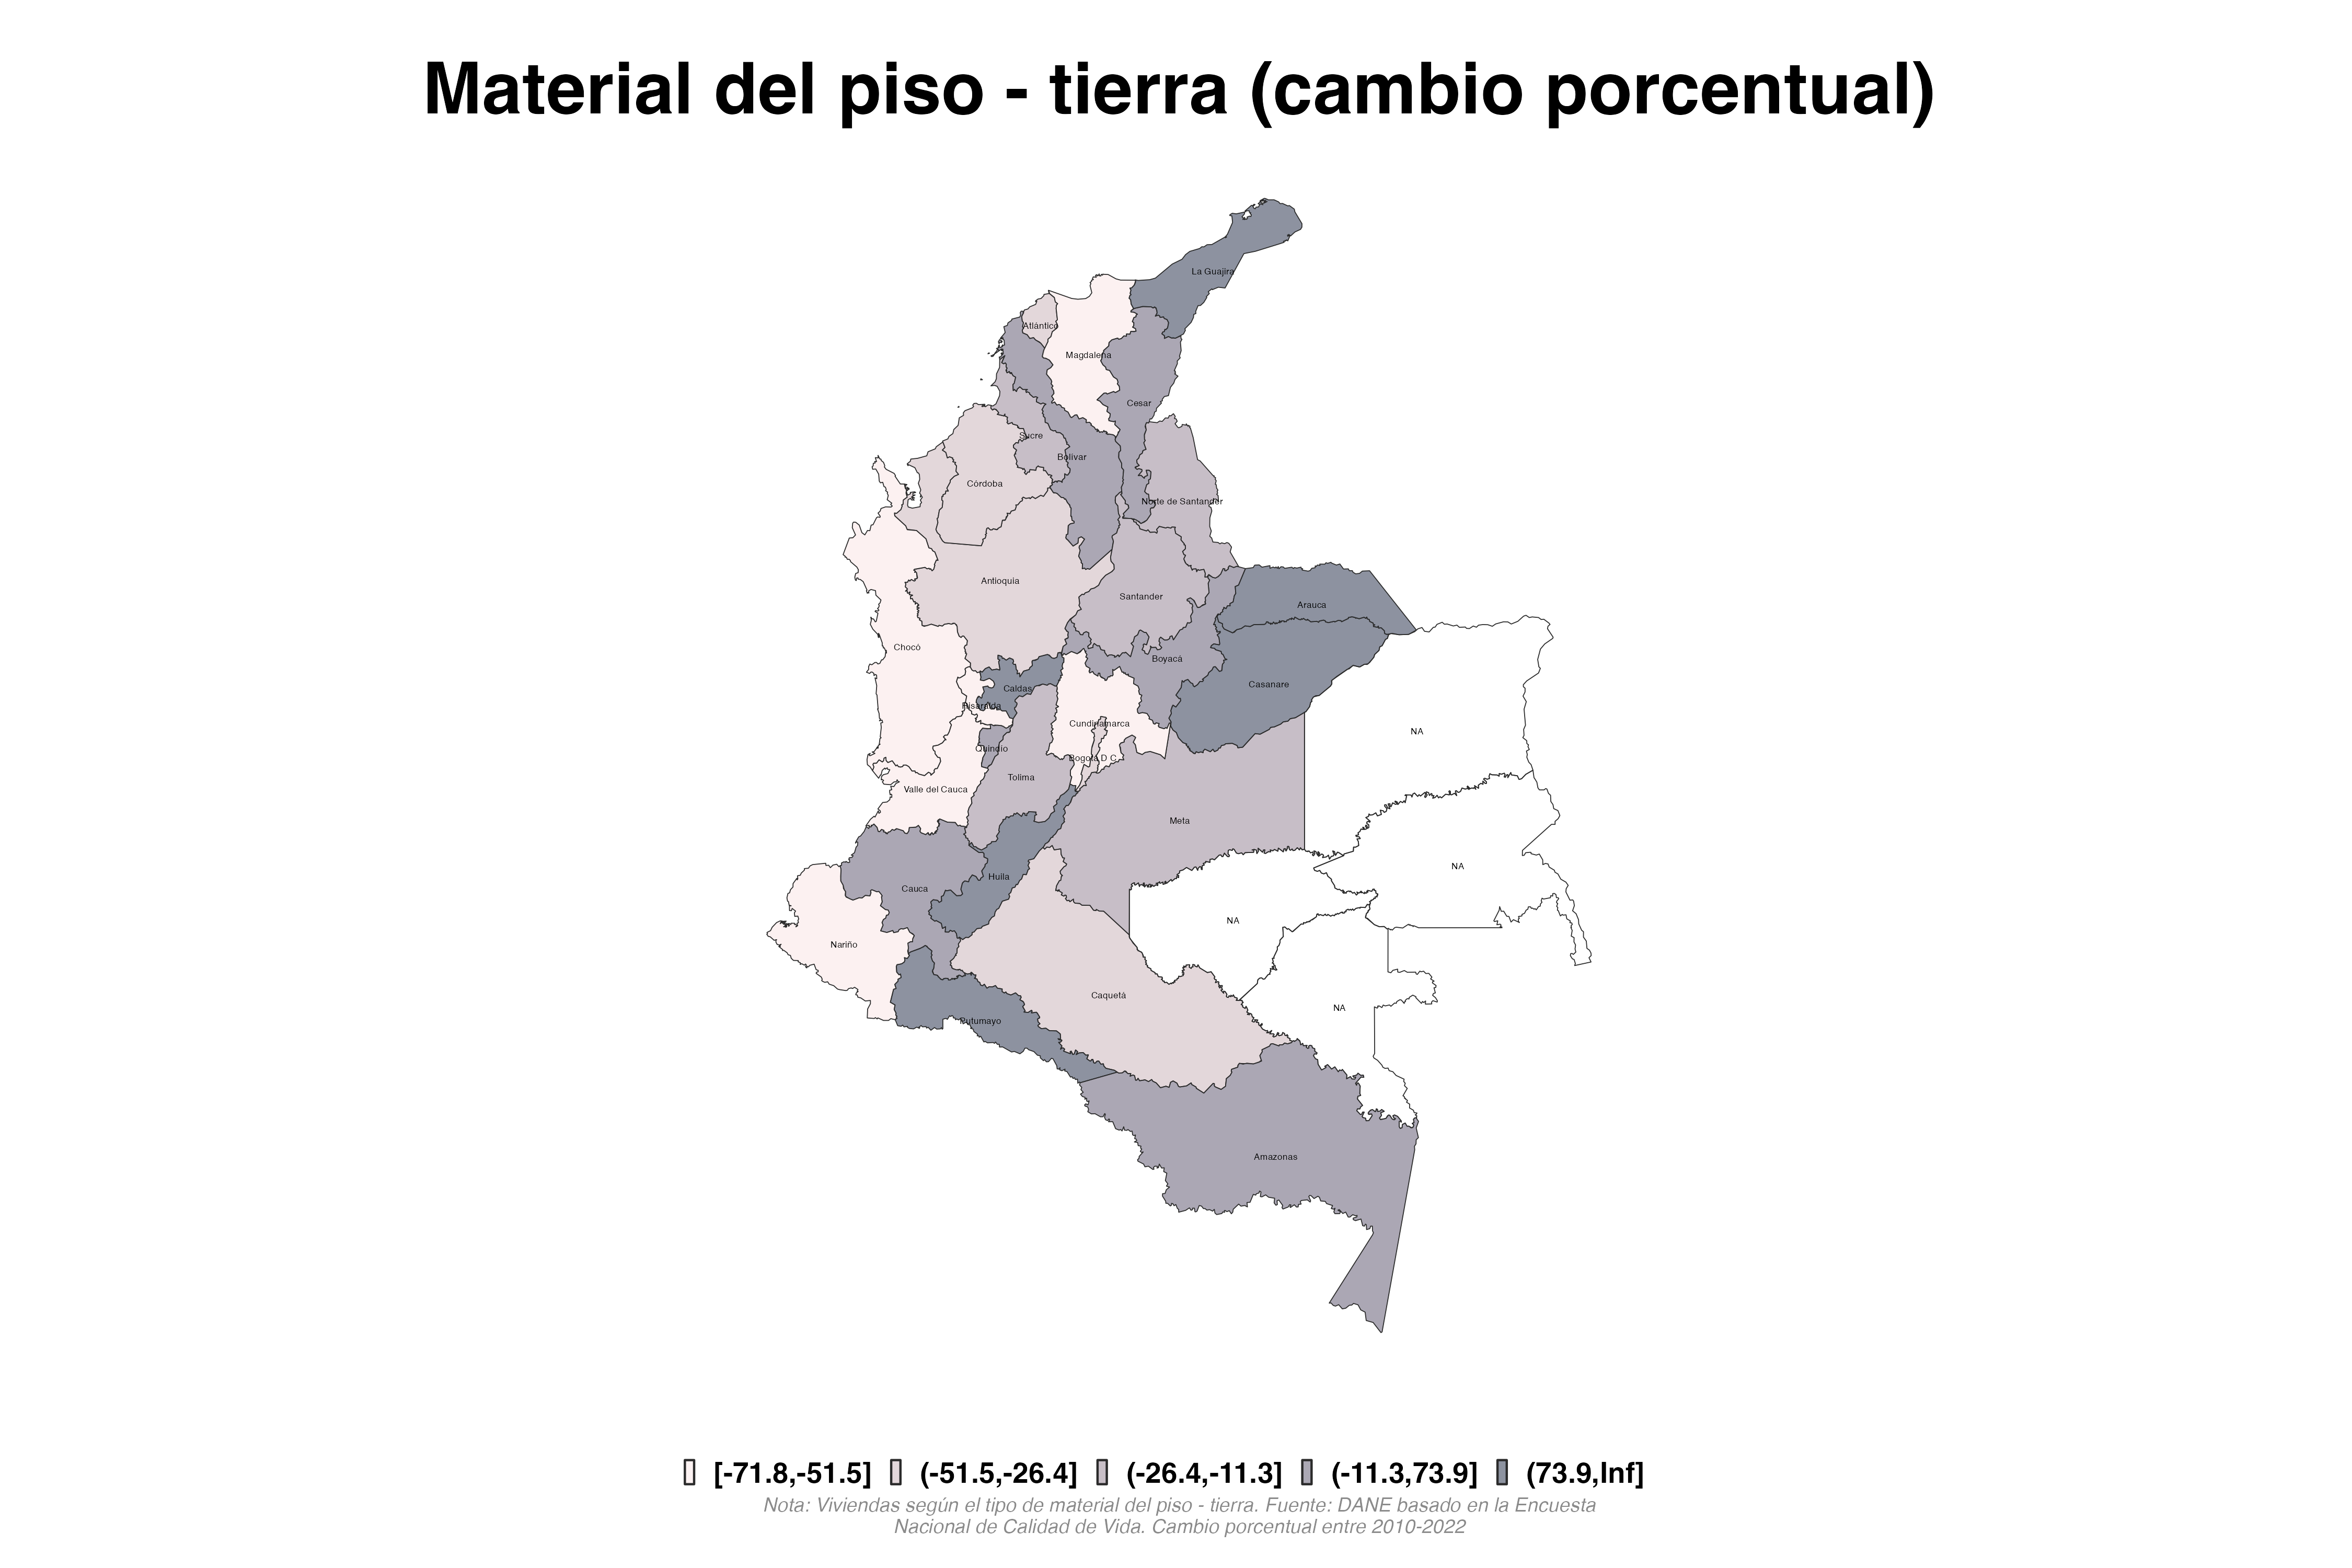 Material del piso - tierra (cambio porcentual)
La Guajira
Atlántico
Magdalena
Cesar
Sucre
Bolívar
Córdoba
Norte de Santander
Antioquia
Santander
Arauca
Chocó
Boyacá
Caldas
Casanare
Risaralda
Cundinamarca
NA
Quindío
Bogotá D C
Tolima
Valle del Cauca
Meta
NA
Huila
Cauca
NA
Nariño
Caquetá
NA
Putumayo
Amazonas
[-71.8,-51.5] (-51.5,-26.4] (-26.4,-11.3] (-11.3,73.9] (73.9,Inf]
Nota: Viviendas según el tipo de material del piso - tierra. Fuente: DANE basado en la Encuesta
Nacional de Calidad de Vida. Cambio porcentual entre 2010-2022